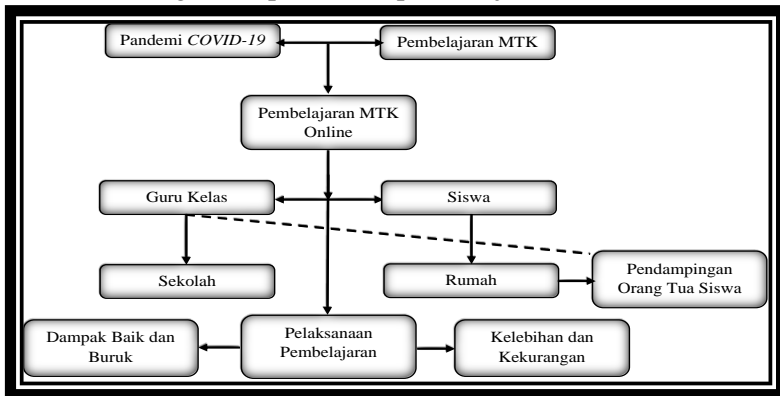 Pandemi COVID-19
Pembelajaran MTK
Pembelajaran MTK
Online
Guru Kelas
Siswa
Sekolah
Rumah
Pendampingan
Orang Tua Siswa
Dampak Baik dan
Buruk
Pelaksanaan
Pembelajaran
Kelebihan dan
Kekurangan